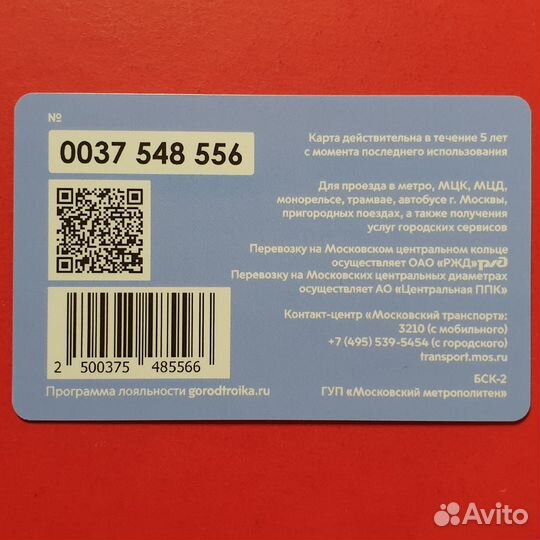 №
0037 548 556
Карта действительна в течение 5 лет
с момента последнего использования
Для проезда в метро, МЦК, МЦД,
монорельсе, трамвае, автобусе г. Москвы,
пригородных поездах, а также получения
услуг городских сервисов
Перевозку на Московском центральном кольце
осуществляет ОАО «РЖД» ржд
Перевозку на Московских центральных диаметрах
осуществляет АО «Центральная ППК»
Контакт-центр «Московский транспорт»:
3210 (с мобильного)
+7 (495) 539-5454 (с городского)
transport.mos.ru
2 500375 485566
Программа лояльности gorodtroika.ru
БСК-2
ГУП «Московский метрополитен»
Avito